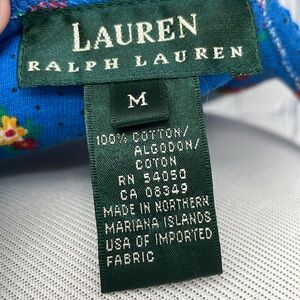 LAUREN
RALPH LAUREN
M
100% COTTON/
ALGODON/
COTON
RN 54050
CA 08349
MADE IN NORTHERN
MARIANA ISLANDS
USA OF IMPORTED
FABRIC